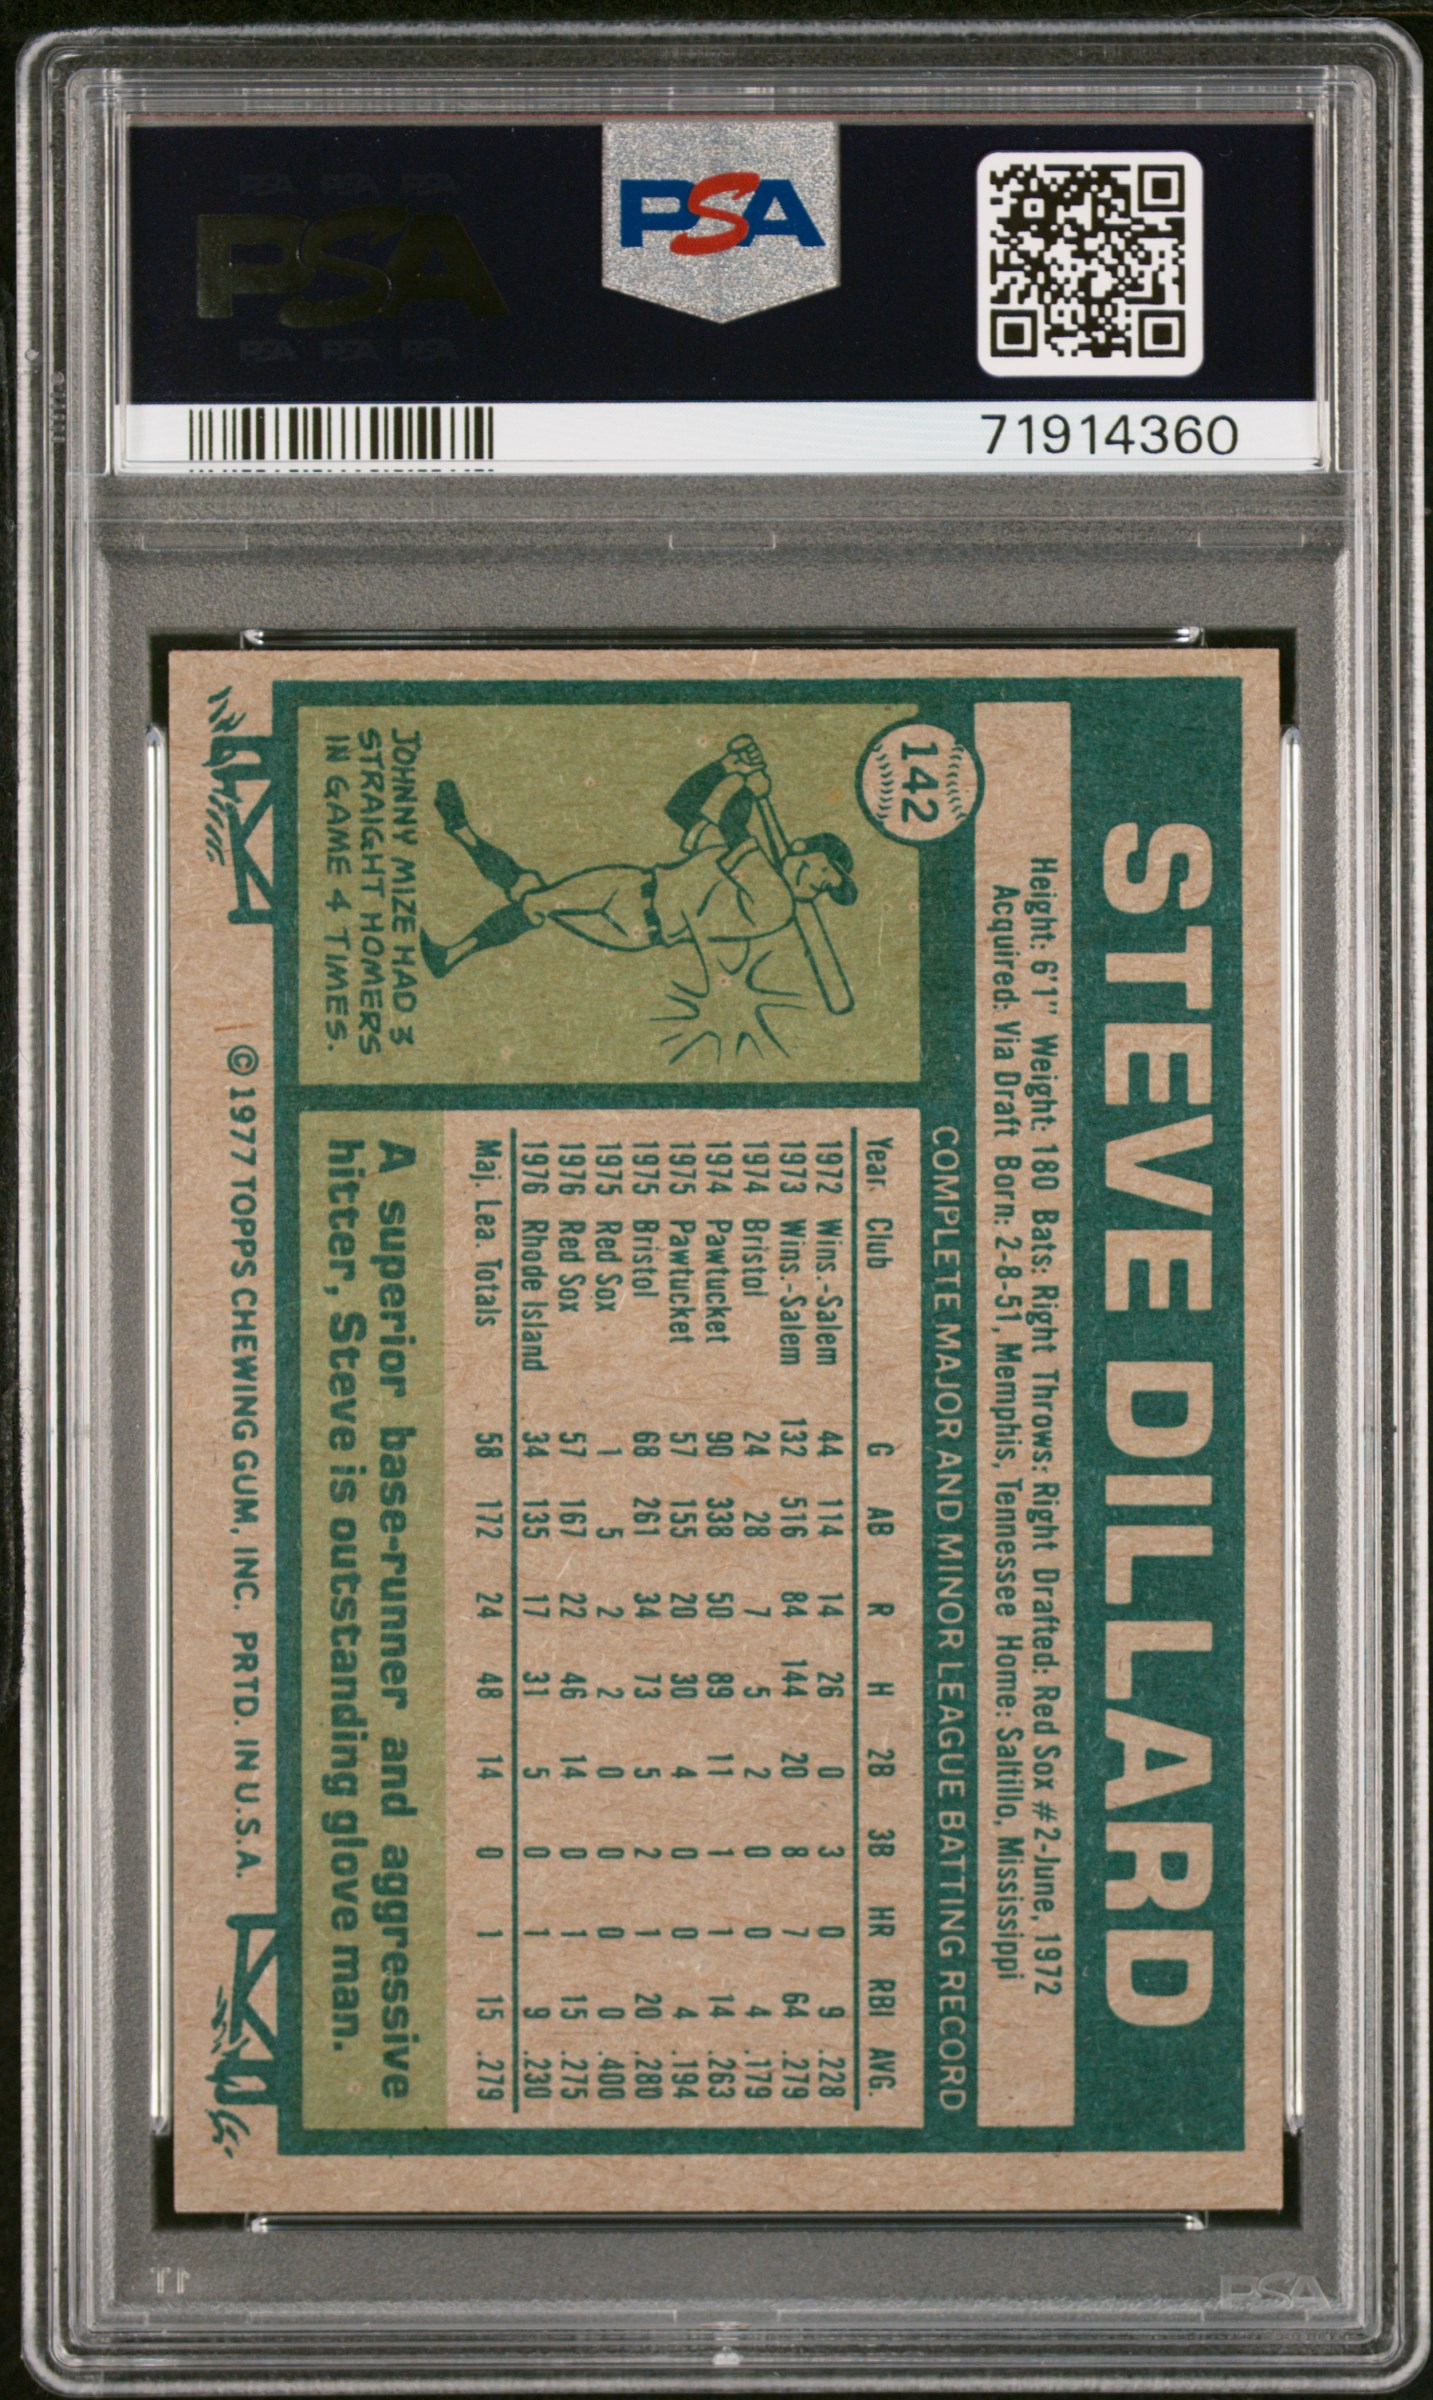 PSA PSA PSA
PSA
PSA PSA PSA
PSA
71914360
142
STEVE DILLARD
Height: 6'1" Weight: 180 Bats: Right Throws: Right Drafted: Red Sox #2-June, 1972
Acquired: Via Draft Born: 2-8-51, Memphis, Tennessee Home: Saltillo, Mississippi
COMPLETE MAJOR AND MINOR LEAGUE BATTING RECORD
Year Club G AB R H 2B 3B HR RBI AVG.
1972 Wins.-Salem 44 114 14 26 0 3 0 9 .228
1973 Wins.-Salem 132 516 84 144 20 8 7 64 .279
1974 Bristol 24 28 7 5 2 0 0 4 .179
1974 Pawtucket 90 338 50 89 11 1 1 14 .263
1975 Pawtucket 57 155 20 30 4 0 0 4 .194
1975 Bristol 68 261 34 73 5 2 1 20 .280
1975 Red Sox 1 5 2 2 0 0 0 0 .400
1976 Red Sox 57 167 22 46 14 0 1 15 .275
1976 Rhode Island 34 135 17 31 5 0 1 9 .230
Maj. Lea. Totals 58 172 24 48 14 0 1 15 .279
JOHNNY MIZE HAD 3
STRAIGHT HOMERS
IN GAME 4 TIMES.
A superior base-runner and aggressive
hitter, Steve is outstanding glove man.
© 1977 TOPPS CHEWING GUM, INC. PRTD. IN U.S.A.
PSA